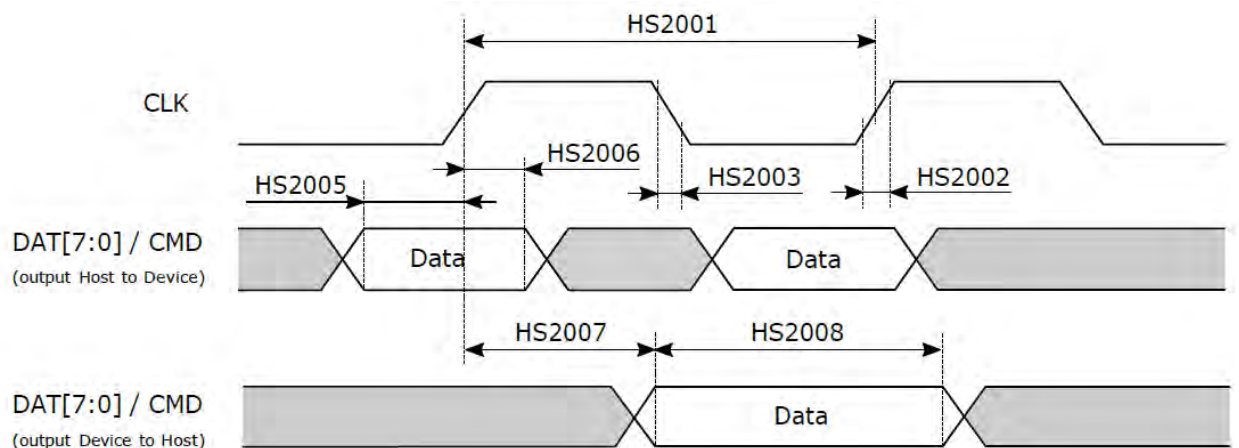 HS2001
CLK
HS2006
HS2005
HS2003
HS2002
DAT[7:0] / CMD
(output Host to Device)
Data
Data
HS2007
HS2008
DAT[7:0] / CMD
(output Device to Host)
Data